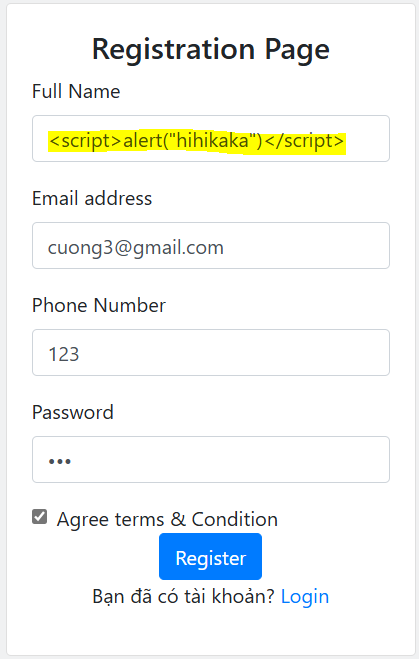 Registration Page
Full Name
<script>alert("hihikaka")</script>
Email address
cuong3@gmail.com
Phone Number
123
Password
•••
Agree terms & Condition
Register
Bạn đã có tài khoản? Login